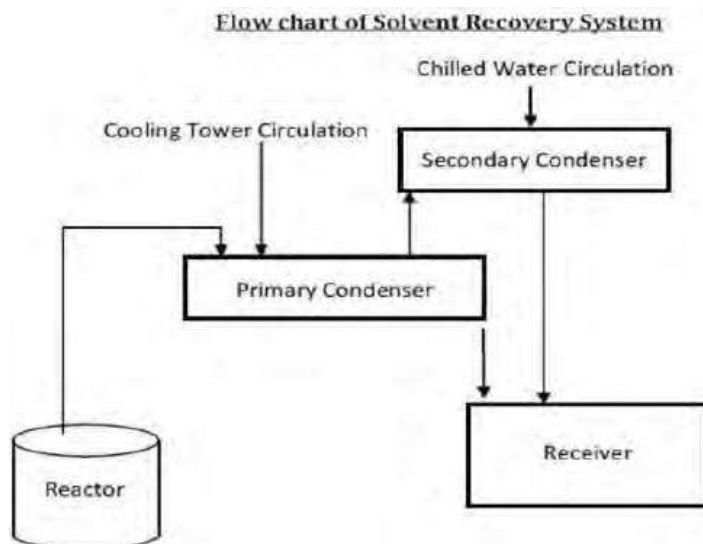 Flow chart of Solvent Recovery System
Chilled Water Circulation
Cooling Tower Circulation
Secondary Condenser
Primary Condenser
Receiver
Reactor